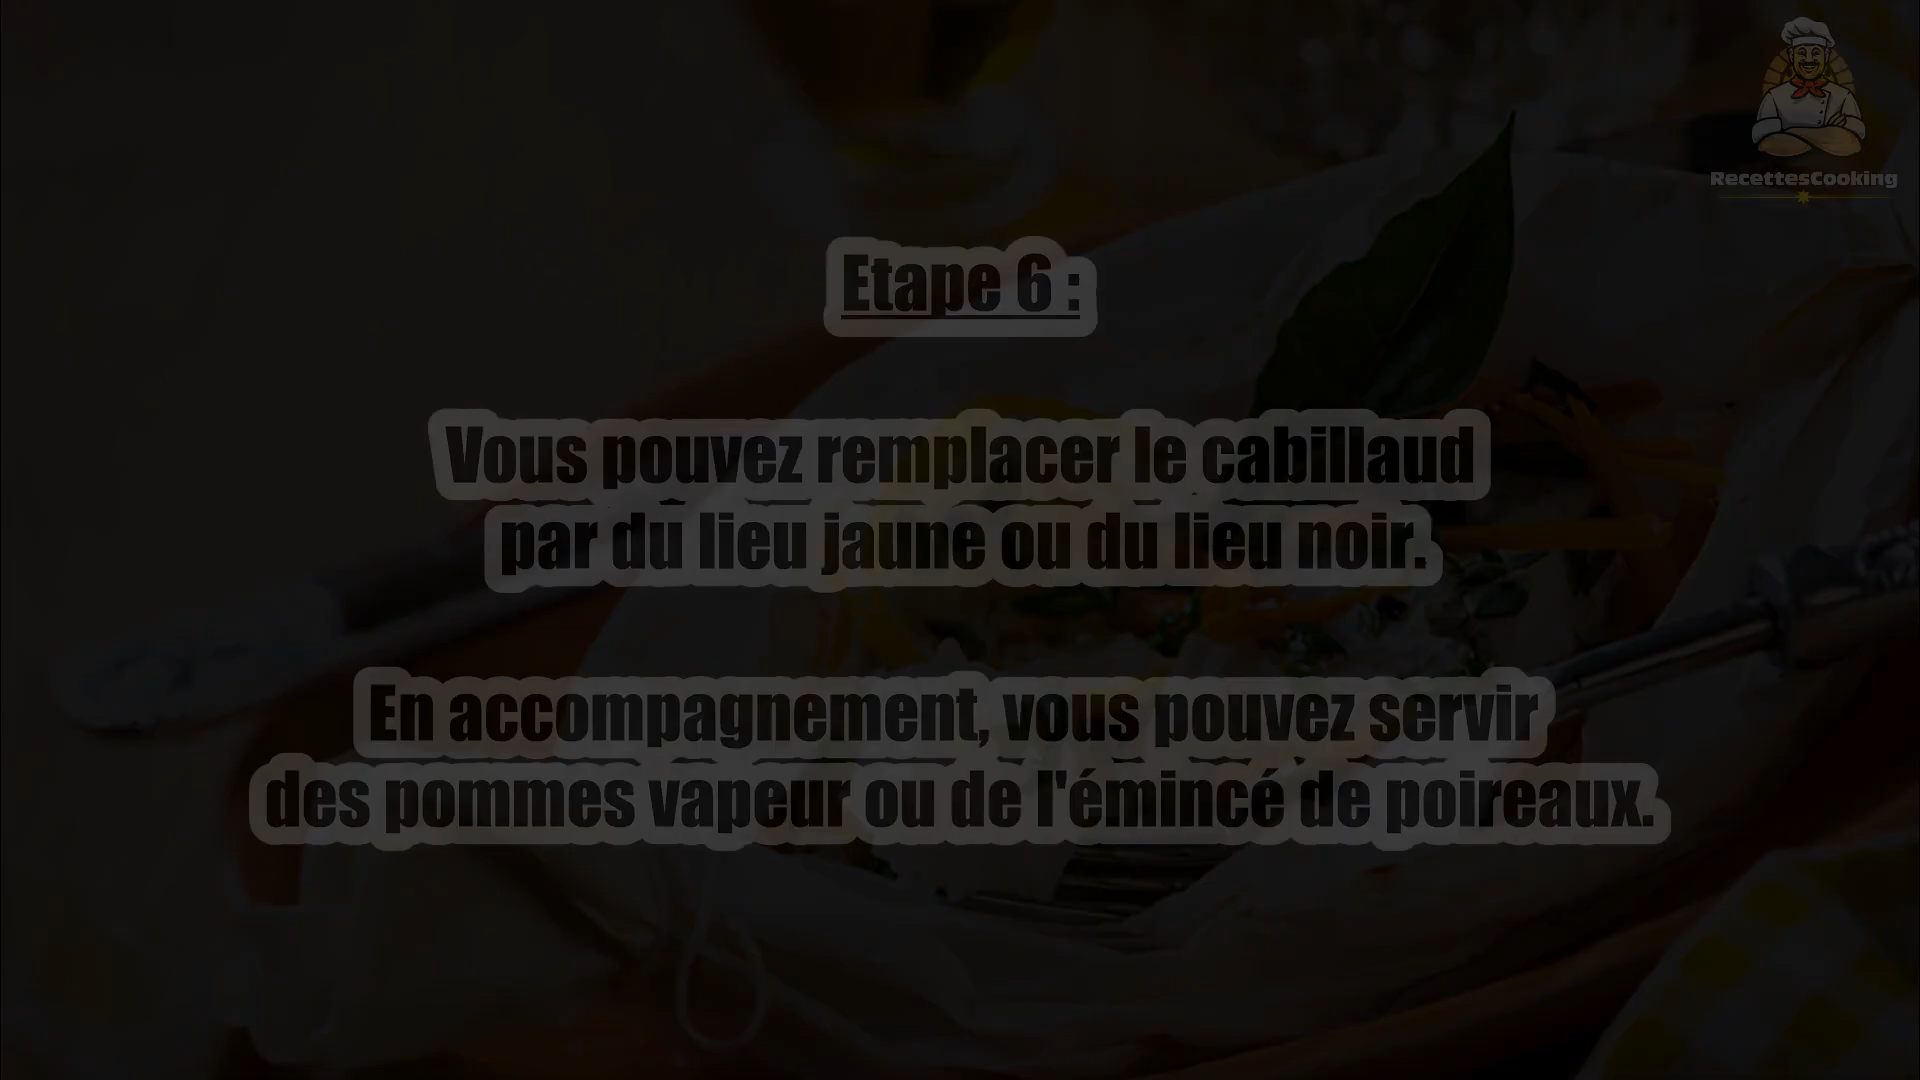 RecettesCooking
Etape 6 :
Vous pouvez remplacer le cabillaud
par du lieu jaune ou du lieu noir.
En accompagnement, vous pouvez servir
des pommes vapeur ou de l'émincé de poireaux.